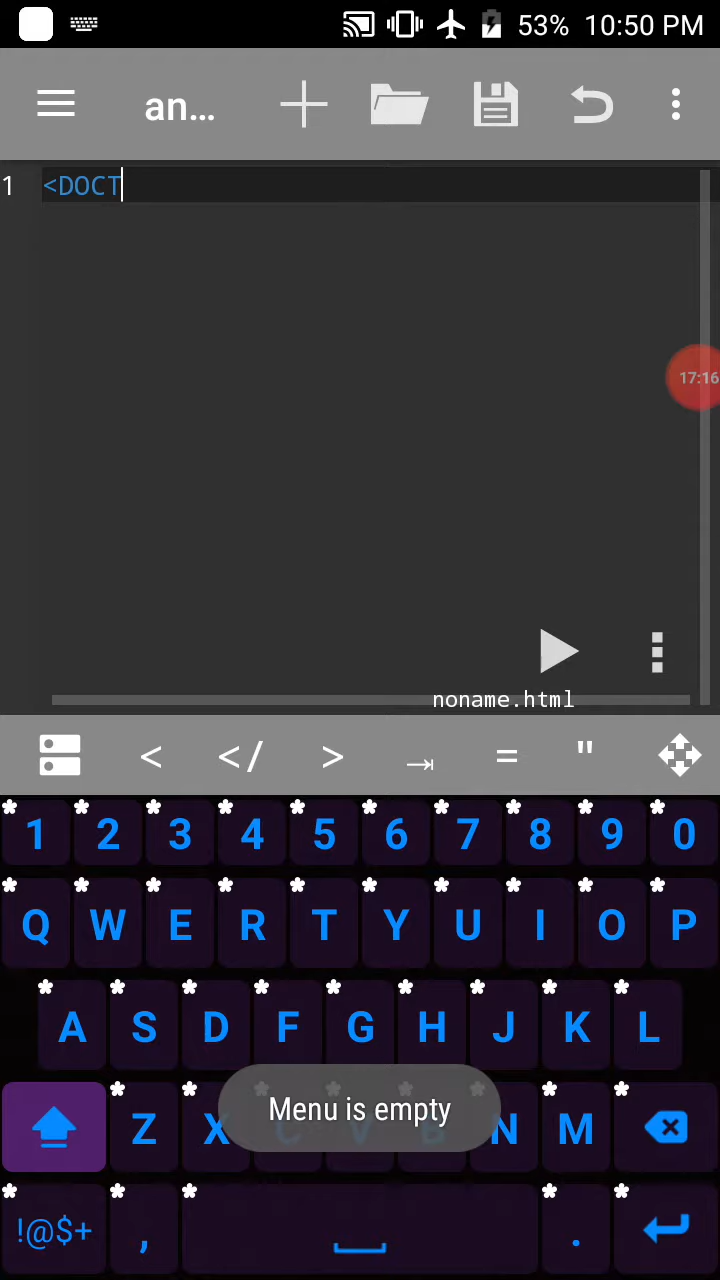 53% 10:50 PM
an...
1 <DOCT
17:16
noname.html
< </ > ⇥ = "
1 2 3 4 5 6 7 8 9 0
Q W E R T Y U I O P
A S D F G H J K L
Z X C V B N M
Menu is empty
!@$+ , .